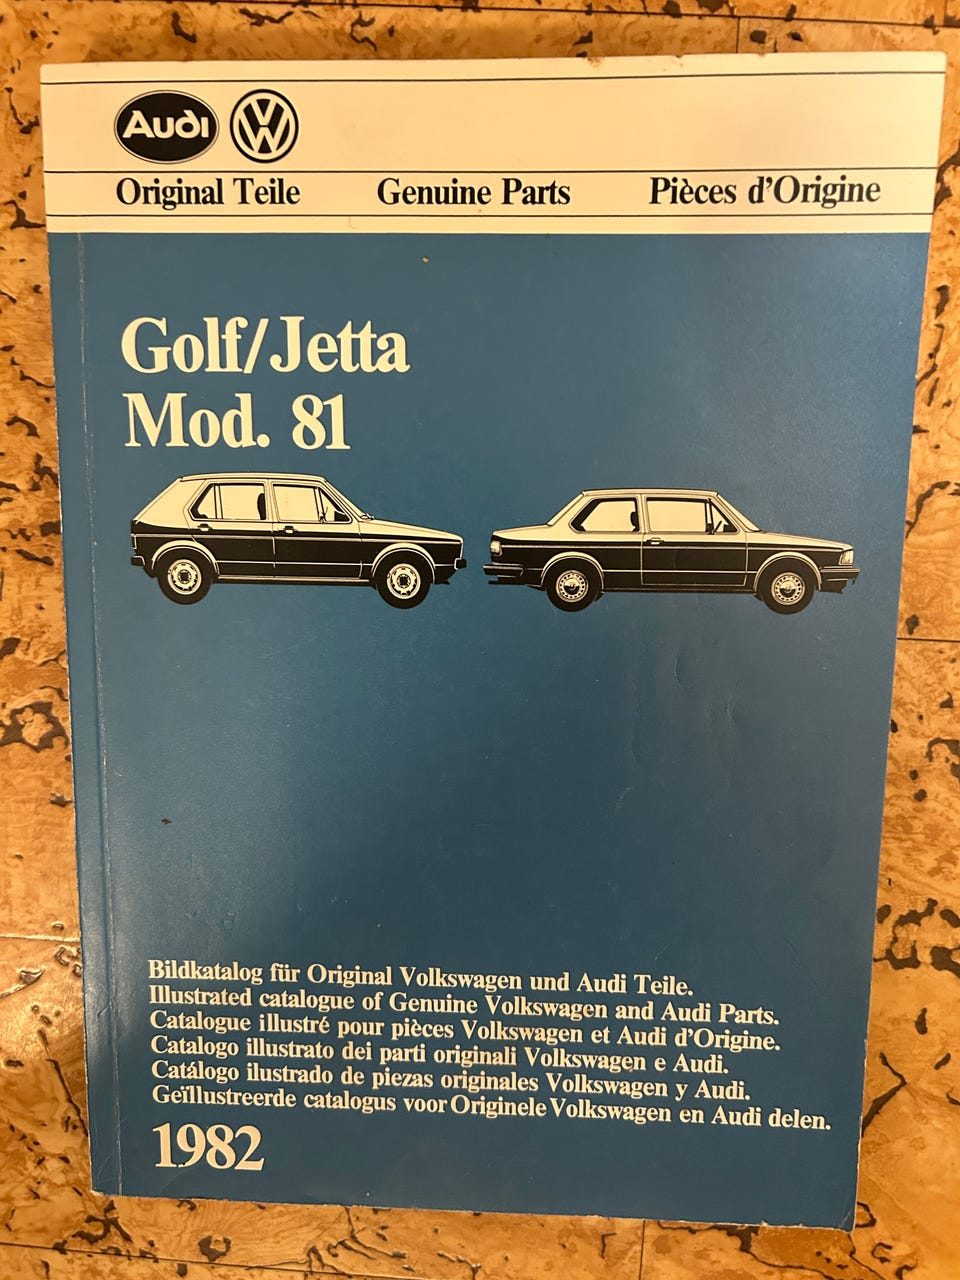 Audi
VW
Original Teile Genuine Parts Pièces d'Origine
Golf/Jetta
Mod. 81
Bildkatalog für Original Volkswagen und Audi Teile.
Illustrated catalogue of Genuine Volkswagen and Audi Parts.
Catalogue illustré pour pièces Volkswagen et Audi d'Origine.
Catalogo illustrato dei parti originali Volkswagen e Audi.
Catálogo ilustrado de piezas originales Volkswagen y Audi.
Geïllustreerde catalogus voor Originele Volkswagen en Audi delen.
1982